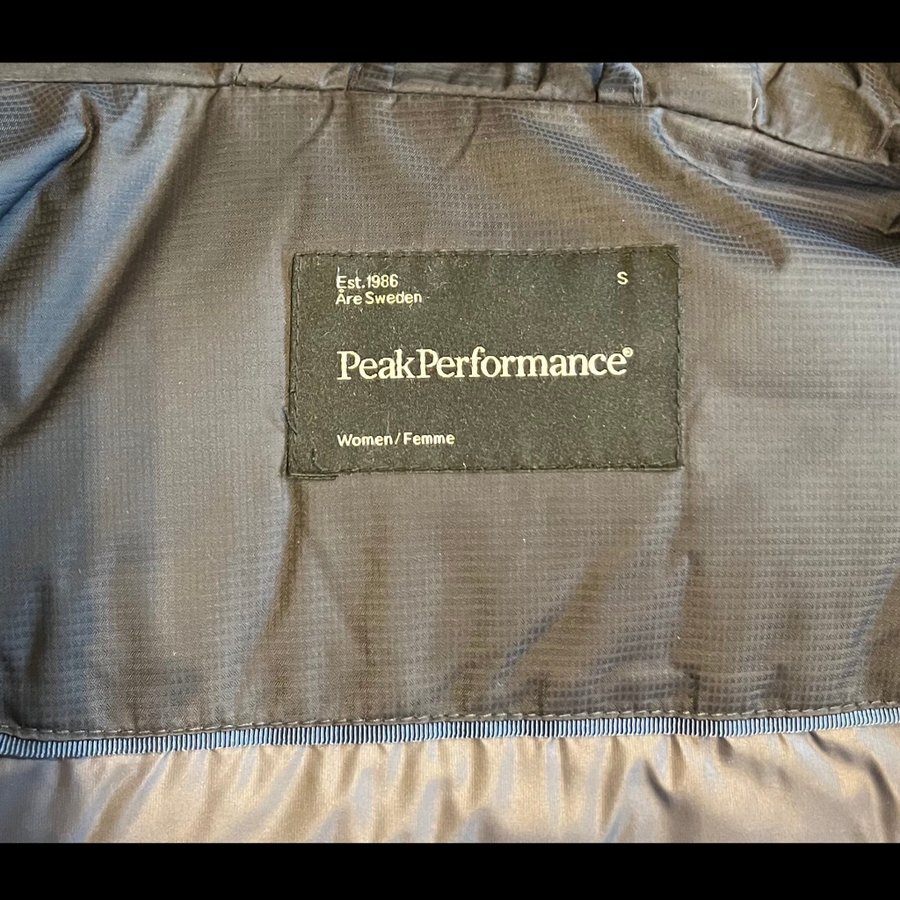 Est.1986
S
Åre Sweden
PeakPerformance®
Women/Femme